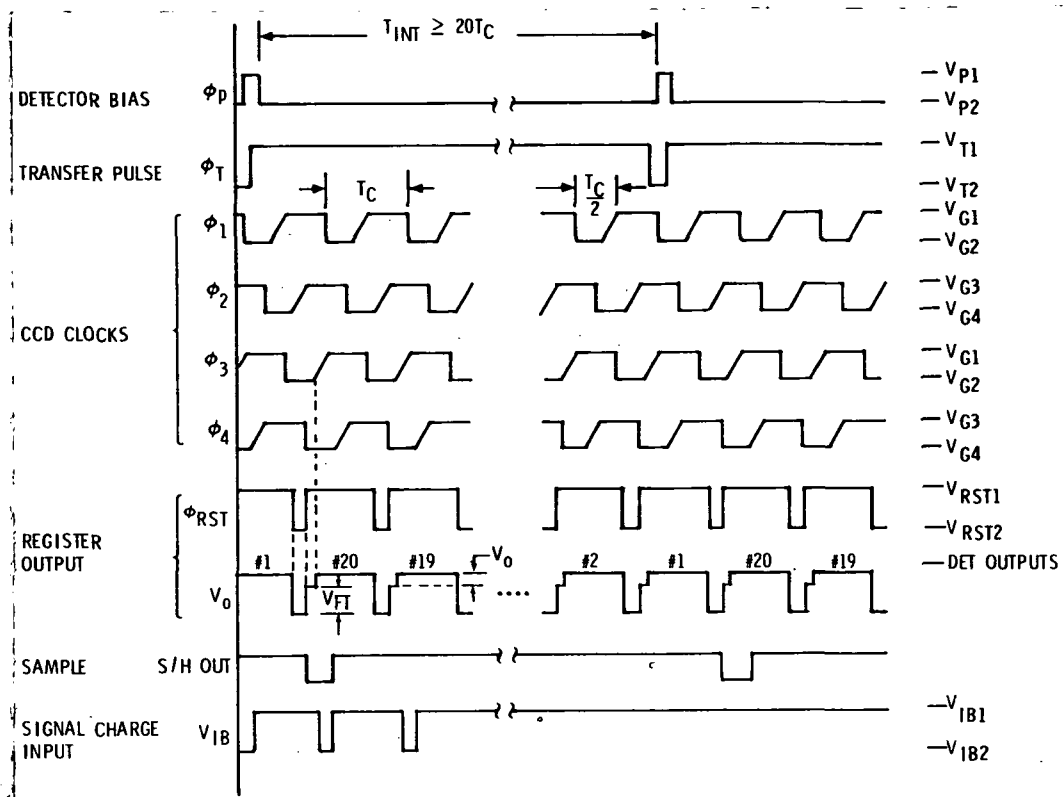 T_INT ≥ 20T_C
DETECTOR BIAS ϕ_P V_P1
V_P2
TRANSFER PULSE ϕ_T V_T1
V_T2
T_C T_C/2
CCD CLOCKS
ϕ_1 V_G1
V_G2
ϕ_2 V_G3
V_G4
ϕ_3 V_G1
V_G2
ϕ_4 V_G3
V_G4
REGISTER OUTPUT
ϕ_RST V_RST1
V_RST2
#1 #20 #19 V_o #2 #1 #20 #19 DET OUTPUTS
V_o V_FT
SAMPLE S/H OUT
SIGNAL CHARGE INPUT V_IB V_IB1
V_IB2